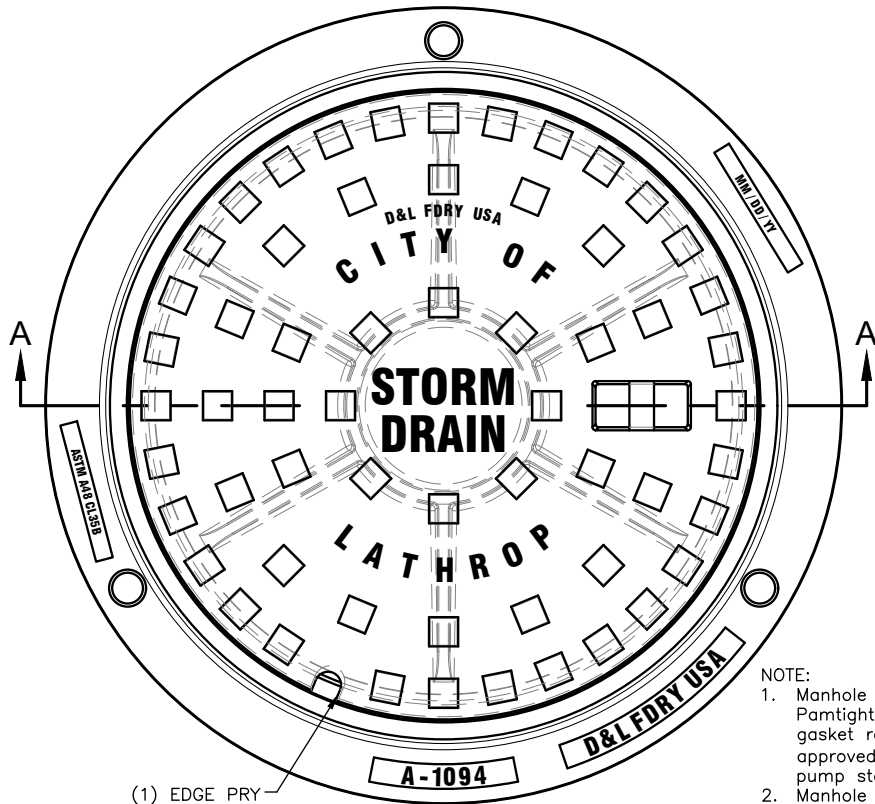 MM/DD/YY
D&L FDRY USA
CITY OF
A A
STORM
DRAIN
ASTM A48 CL35B
LATHROP
D&L FDRY USA
A-1094
(1) EDGE PRY
NOTE:
1. Manhole
Pamtight
gasket
approved
pump
2. Manhole